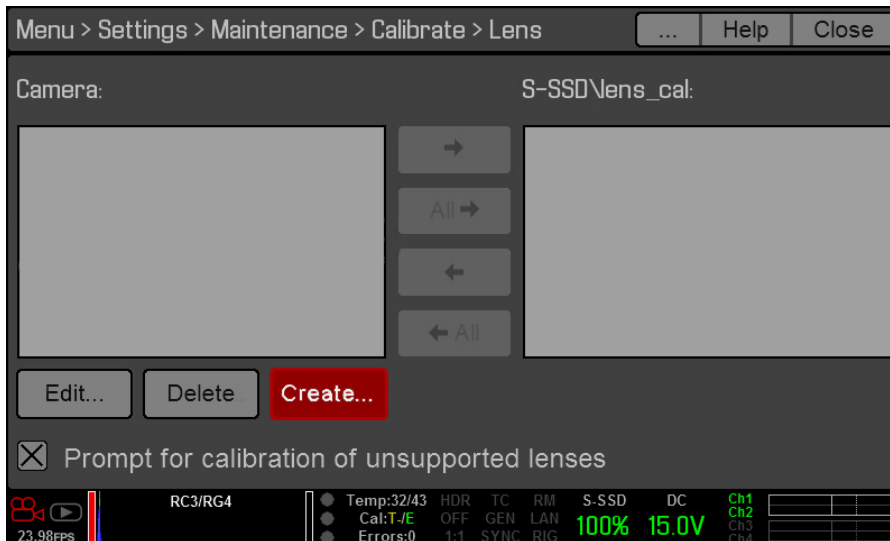 Menu > Settings > Maintenance > Calibrate > Lens ... Help Close
Camera: S-SSD\lens_cal:
All
All
Edit... Delete Create...
Prompt for calibration of unsupported lenses
RC3/RG4 Temp:32/43 HDR TC RM S-SSD DC Ch1
Cal:T-/E OFF GEN LAN 100% 15.0V Ch2
23.98FPS Errors:0 1:1 SYNC RIG Ch3
Ch4